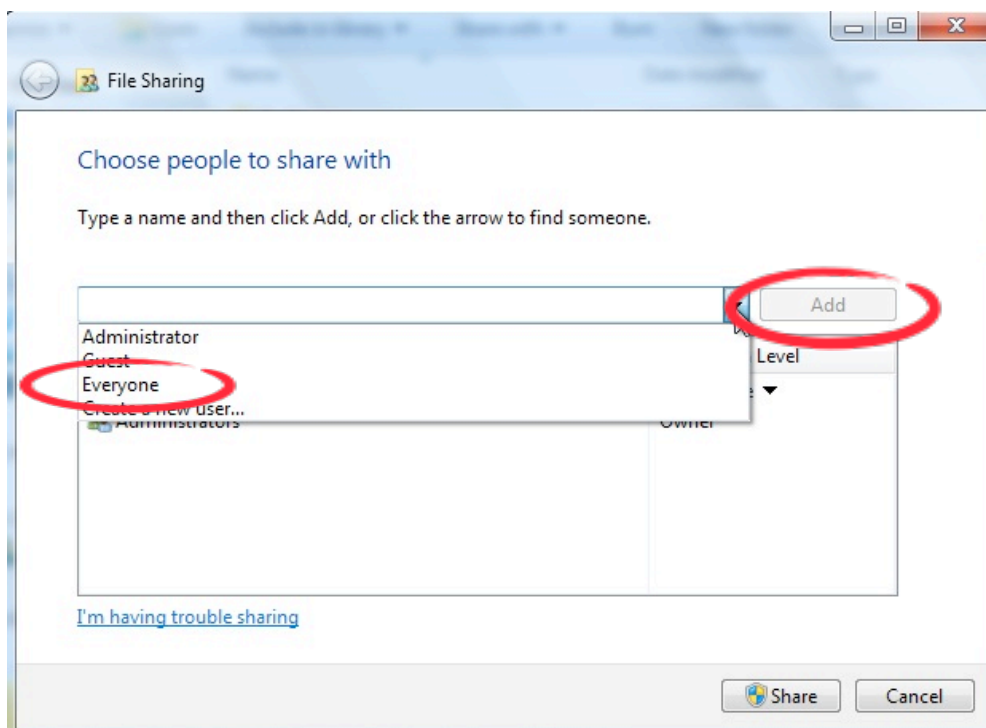 File Sharing
Choose people to share with
Type a name and then click Add, or click the arrow to find someone.
Add
Administrator
Guest
Everyone
Create a new user...
Level
Administrators
Owner
I'm having trouble sharing
Share
Cancel